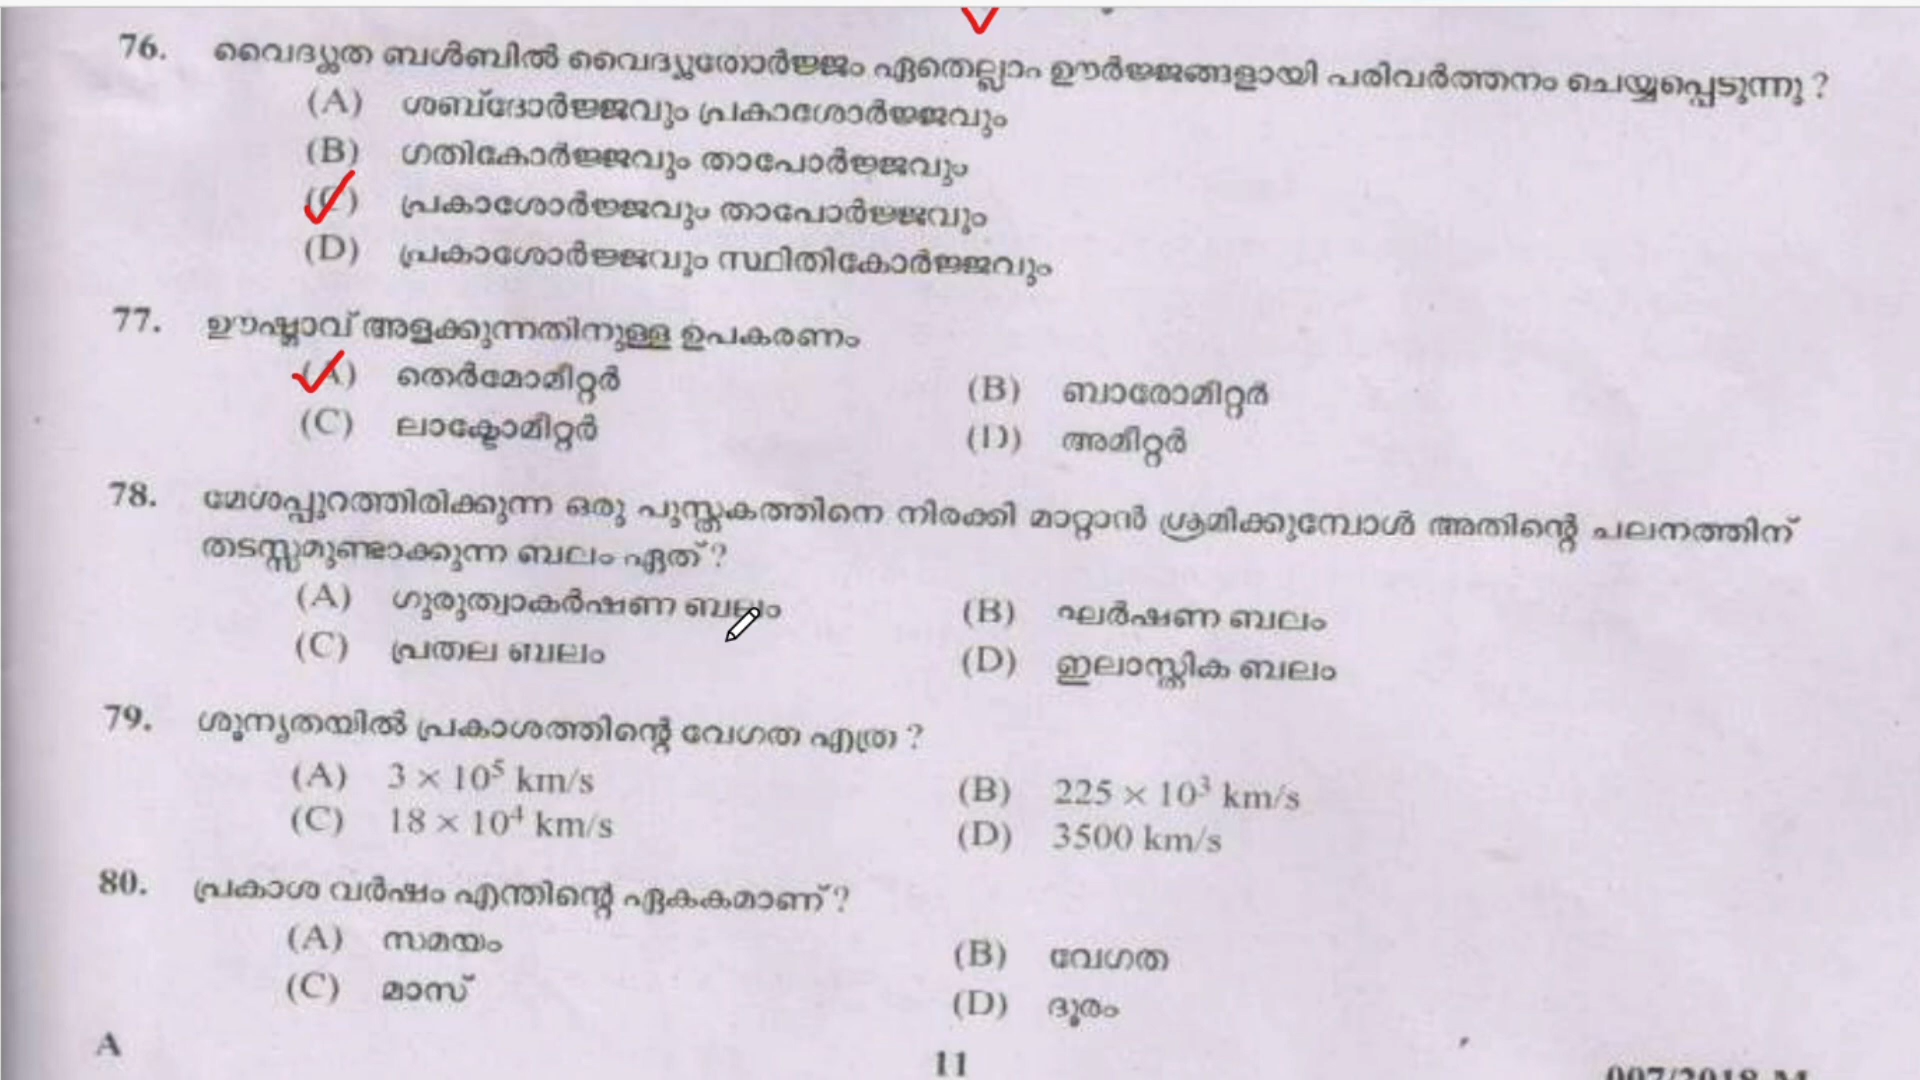 76. വൈദ്യുത ബൾബിൽ വൈദ്യുതോർജ്ജം ഏതെല്ലാം ഊർജ്ജങ്ങളായി പരിവർത്തനം ചെയ്യപ്പെടുന്നു ?
(A) ശബ്ദോർജ്ജവും പ്രകാശോർജ്ജവും
(B) ഗതികോർജ്ജവും താപോർജ്ജവും
(C) പ്രകാശോർജ്ജവും താപോർജ്ജവും
(D) പ്രകാശോർജ്ജവും സ്ഥിതികോർജ്ജവും
77. ഊഷ്മാവ് അളക്കുന്നതിനുള്ള ഉപകരണം
(A) തെർമോമീറ്റർ (B) ബാരോമീറ്റർ
(C) ലാക്ടോമീറ്റർ (D) അമീറ്റർ
78. മേശപ്പുറത്തിരിക്കുന്ന ഒരു പുസ്തകത്തിനെ നിരക്കി മാറ്റാൻ ശ്രമിക്കുമ്പോൾ അതിന്റെ ചലനത്തിന്
തടസ്സമുണ്ടാക്കുന്ന ബലം ഏത് ?
(A) ഗുരുത്വാകർഷണ ബലം (B) ഘർഷണ ബലം
(C) പ്രതല ബലം (D) ഇലാസ്തിക ബലം
79. ശൂന്യതയിൽ പ്രകാശത്തിന്റെ വേഗത എത്ര ?
(A) 3 × 10⁵ km/s (B) 225 × 10³ km/s
(C) 18 × 10⁴ km/s (D) 3500 km/s
80. പ്രകാശ വർഷം എന്തിന്റെ ഏകകമാണ് ?
(A) സമയം (B) വേഗത
(C) മാസ് (D) ദൂരം
A 11 007/2018-M